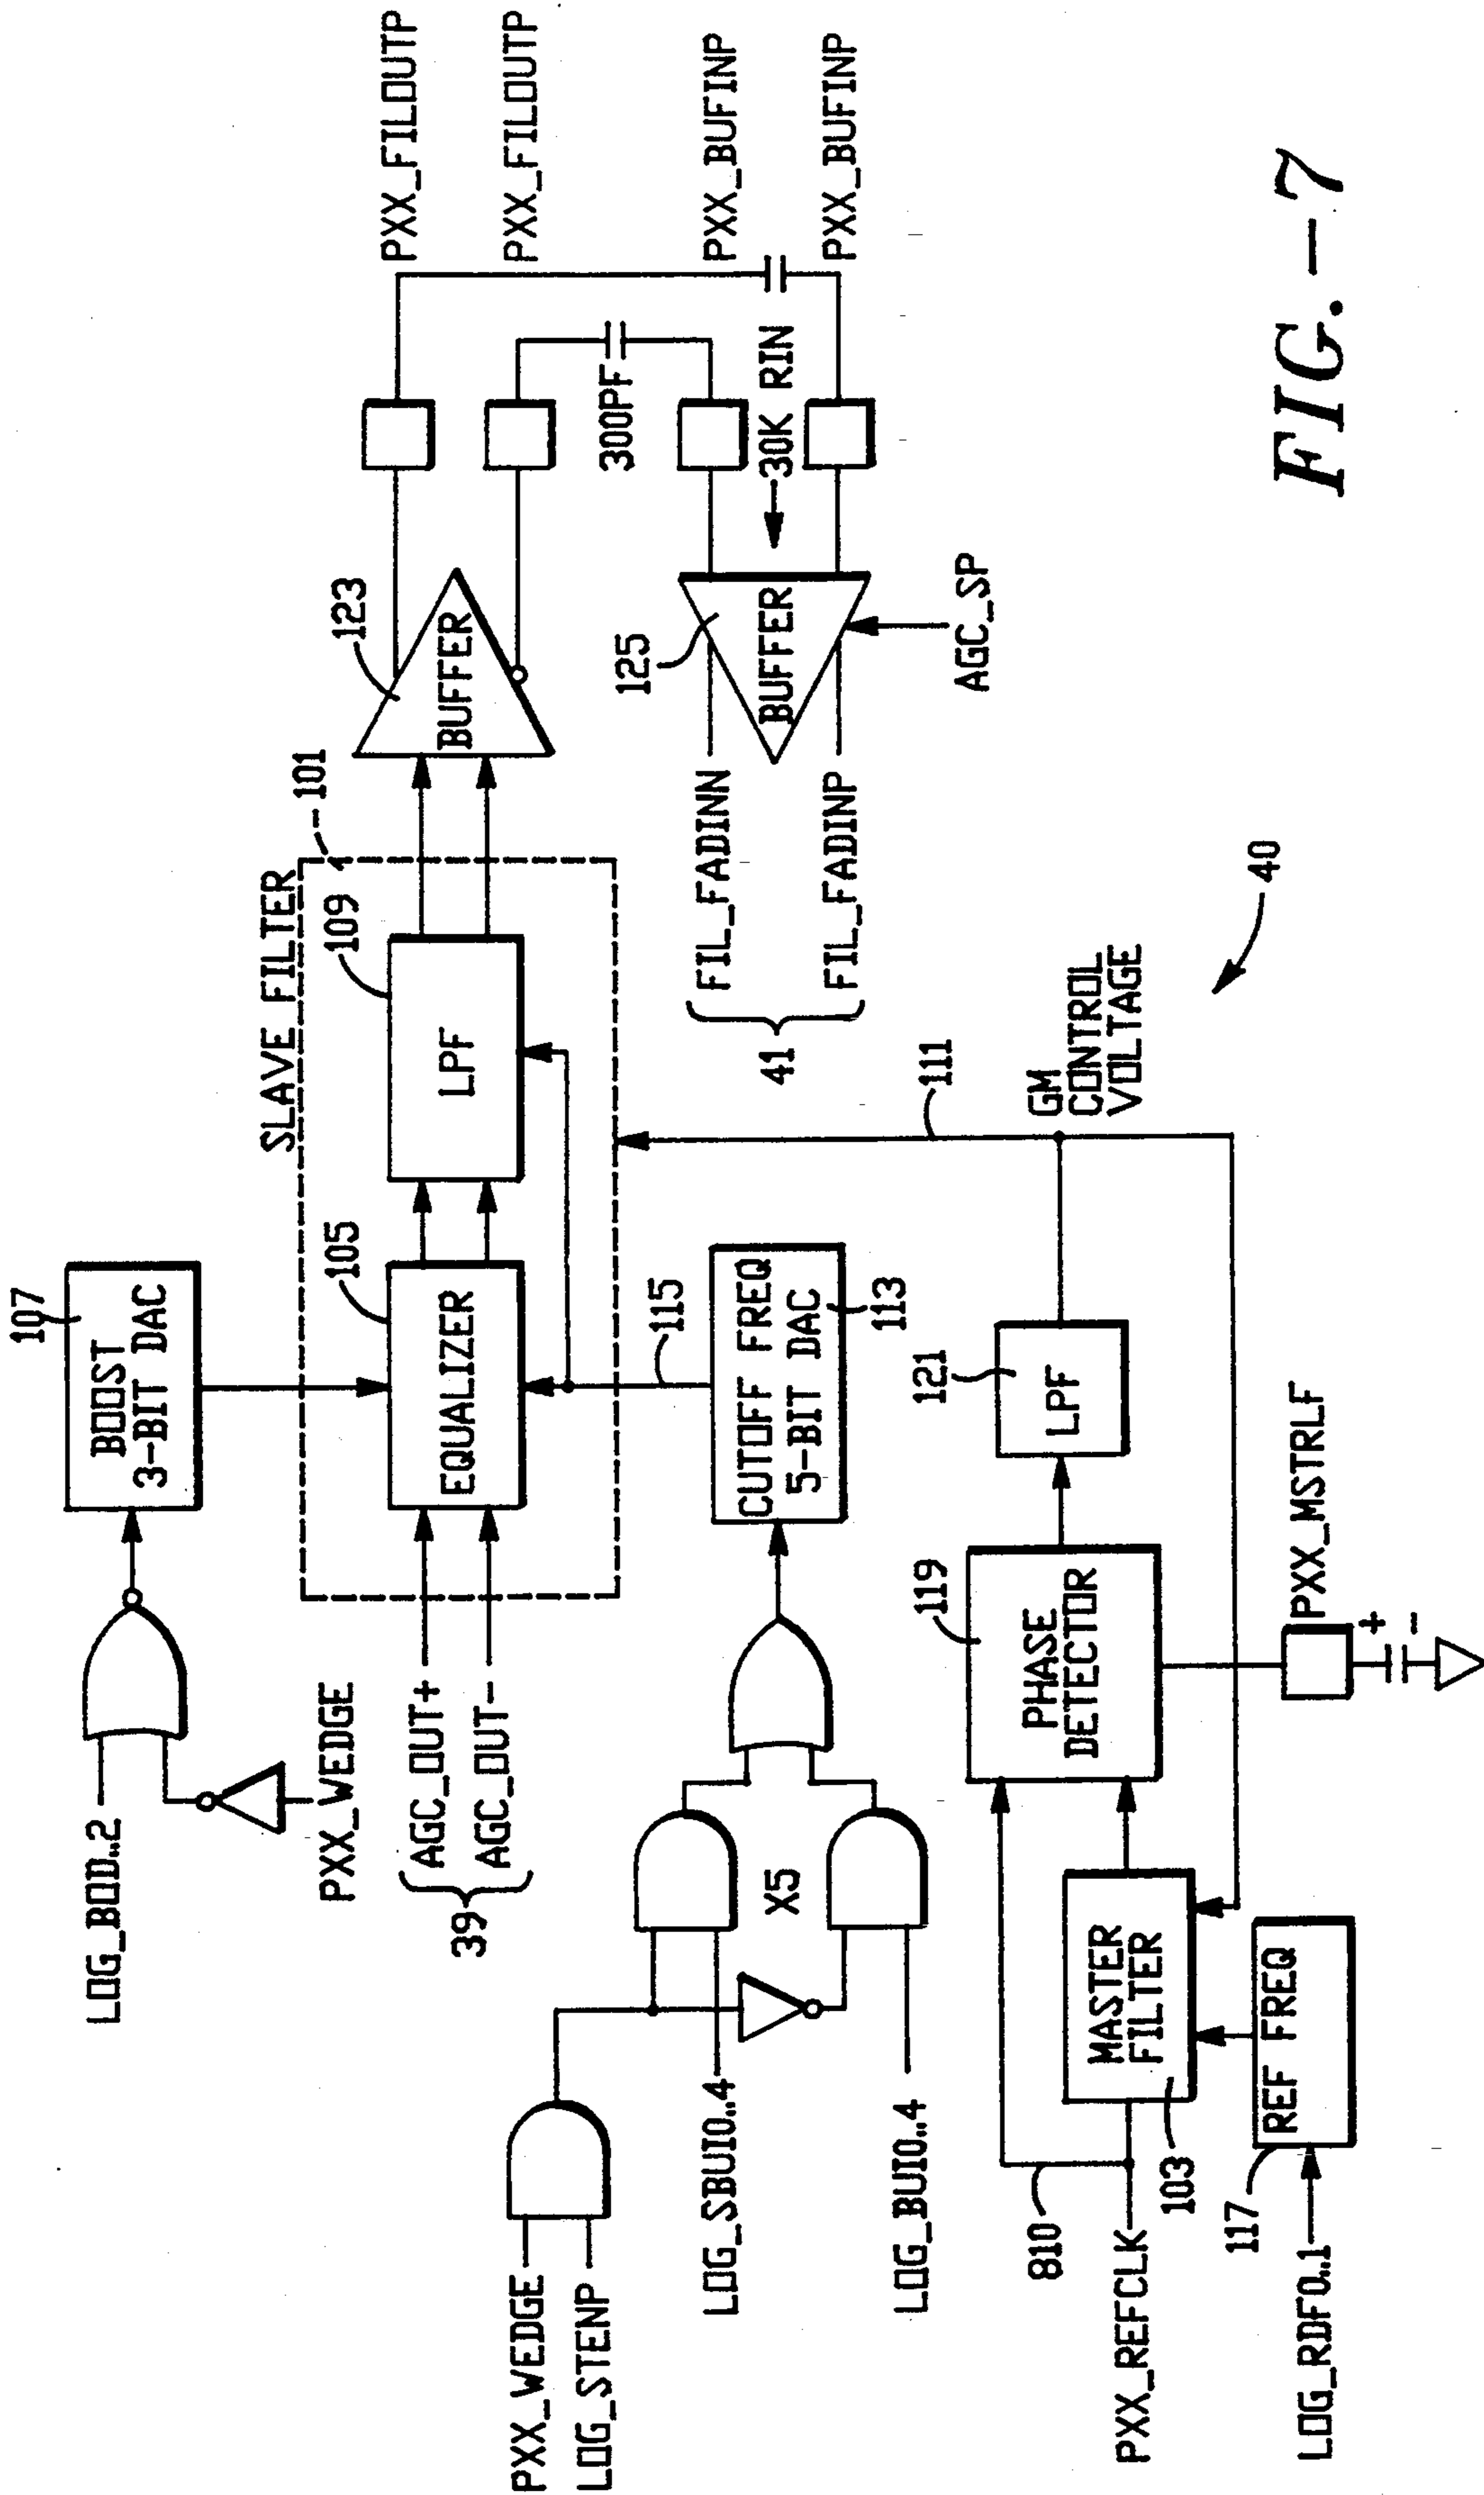 LOG_BOD..2
107
BOOST
3-BIT DAC
PXX_WEDGE
SLAVE FILTER
101
AGC_OUT+
AGC_OUT-
39
105
EQUALIZER
109
LPF
123
BUFFER
PXX_FILOUTP
PXX_FILOUTP
300PF
PXX_BUFINP
PXX_BUFINP
30K RIN
125
BUFFER
AGC_SP
FIL_FADINN
FIL_FADINP
41
PXX_WEDGE
LOG_STENP
LOG_SBUI0..4
LOG_BUI0..4
X5
115
CUTOFF FREQ
5-BIT DAC
113
111
GM
CONTROL
VOLTAGE
40
PXX_REFCLK
810
103
MASTER
FILTER
117
REF FREQ
LOG_RDF0..1
119
PHASE
DETECTOR
121
LPF
PXX_MSTRLF
+
-
FIG.-7